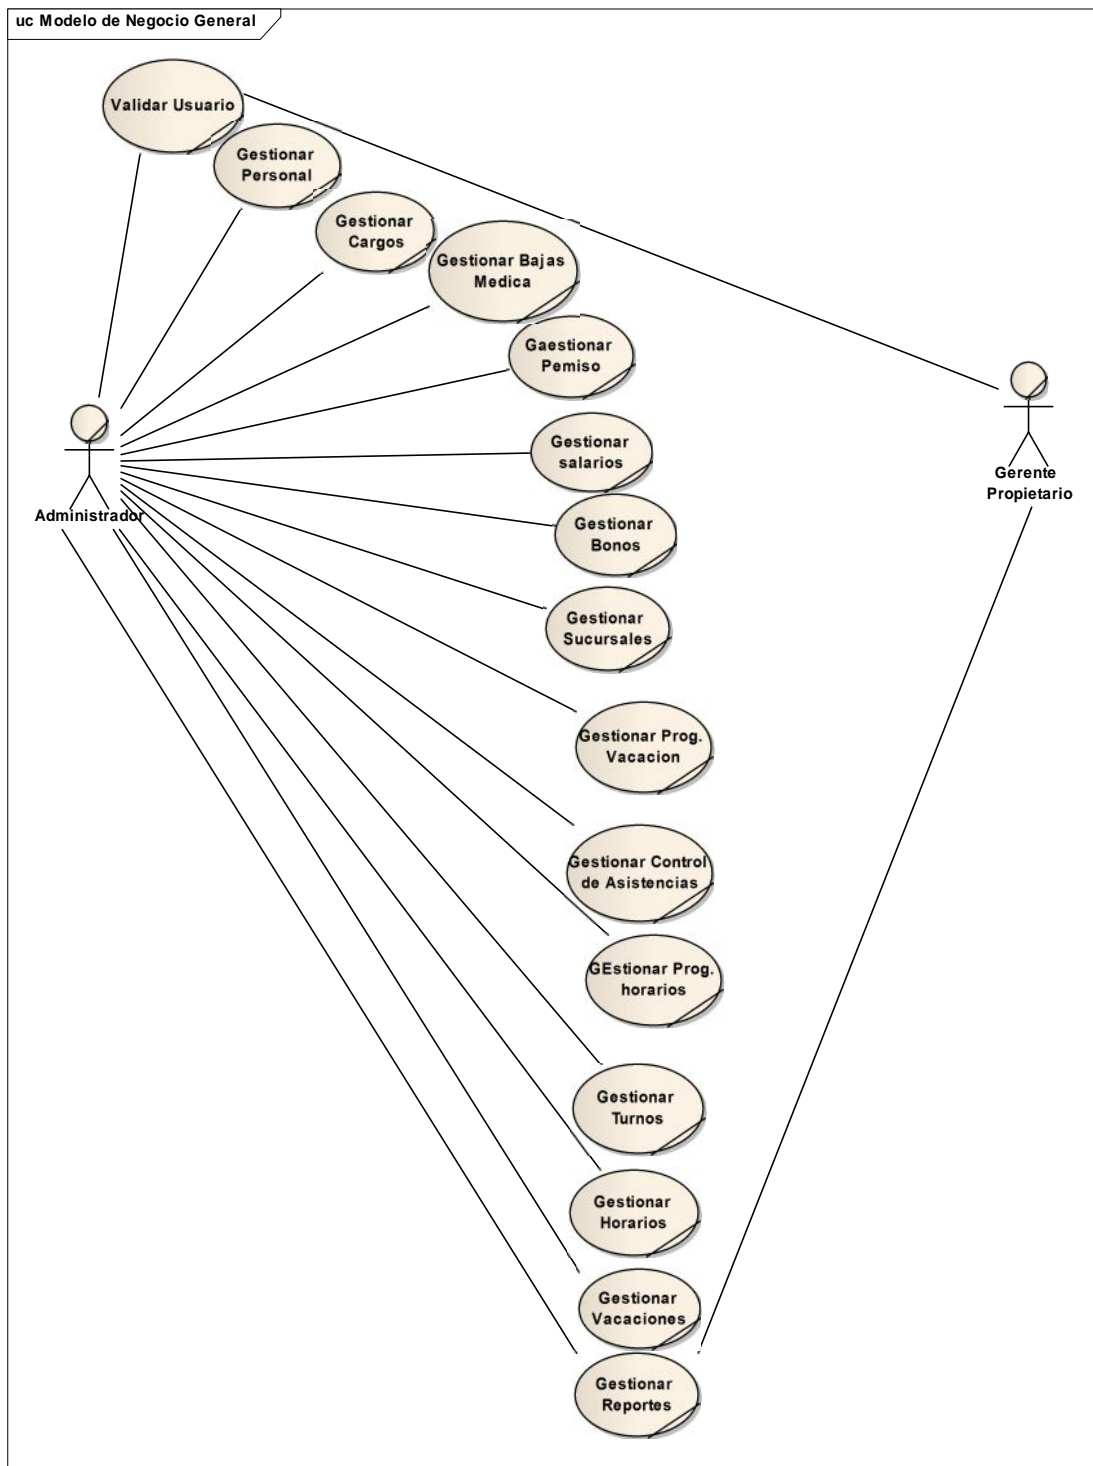 uc Modelo de Negocio General
Validar Usuario
Gestionar
Personal
Gestionar
Cargos
Gestionar Bajas
Medica
Gaestionar
Pemiso
Gestionar
salarios
Administrador
Gerente
Propietario
Gestionar
Bonos
Gestionar
Sucursales
Gestionar Prog.
Vacacion
Gestionar Control
de Asistencias
GEstionar Prog.
horarios
Gestionar
Turnos
Gestionar
Horarios
Gestionar
Vacaciones
Gestionar
Reportes